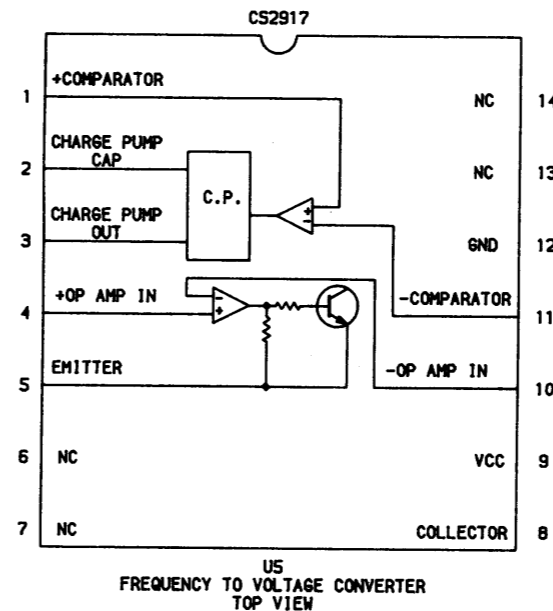 CS2917
1 +COMPARATOR NC 14
2 CHARGE PUMP CAP NC 13
C.P.
3 CHARGE PUMP OUT GND 12
+
-
4 +OP AMP IN -COMPARATOR 11
-
+
5 EMITTER -OP AMP IN 10
6 NC VCC 9
7 NC COLLECTOR 8
U5
FREQUENCY TO VOLTAGE CONVERTER
TOP VIEW